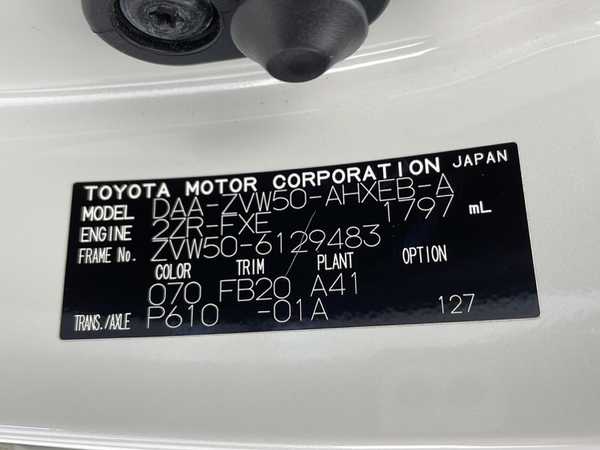 TOYOTA MOTOR CORPORATION JAPAN
MODEL DAA-ZVW50-AHXEB-A
ENGINE 2ZR-FXE / 1797 mL
FRAME No. ZVW50-6129483
COLOR TRIM / PLANT OPTION
070 FB20 A41
TRANS./AXLE P610 -01A 127